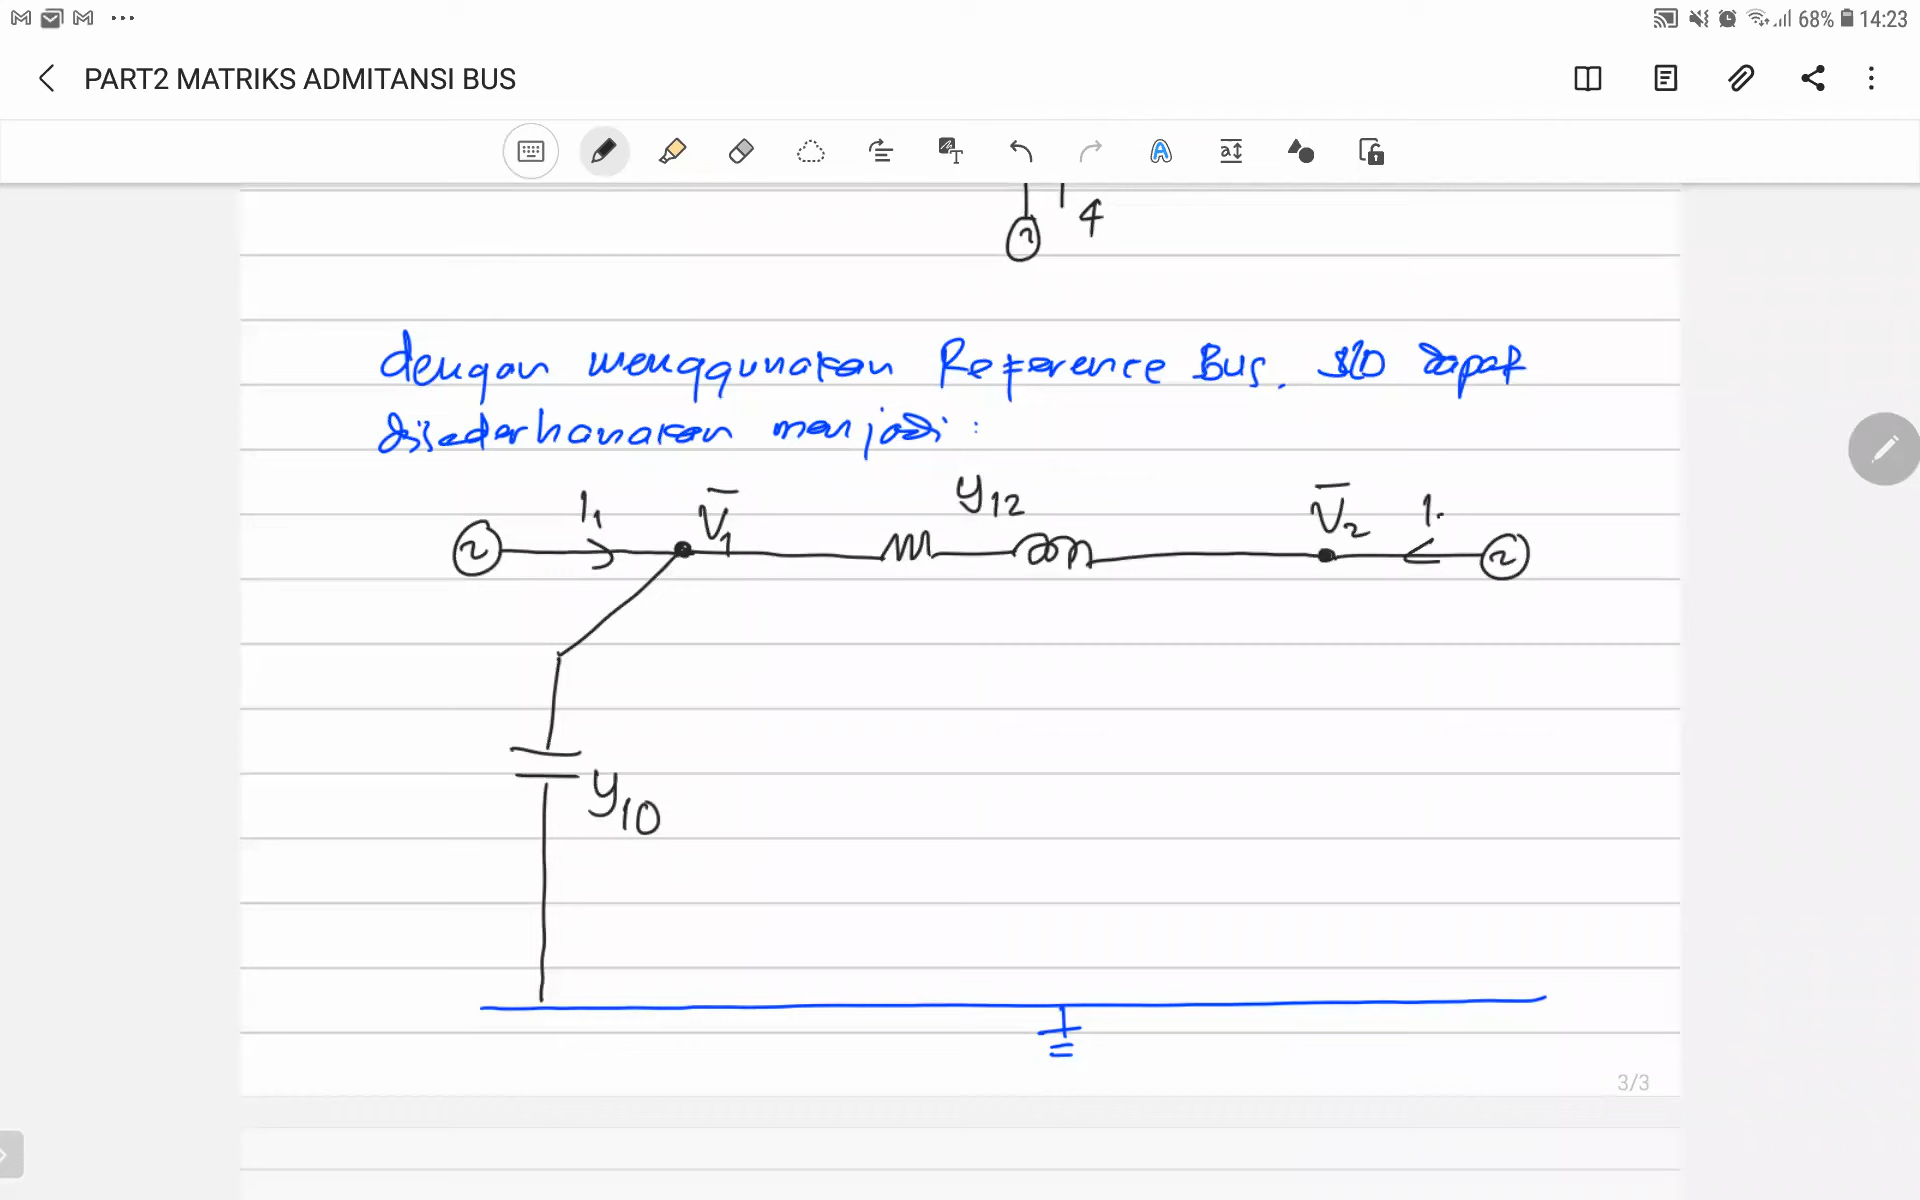 68% 14:23
PART2 MATRIKS ADMITANSI BUS
4
dengan menggunakan Reference Bus. SLD dapat
disederhanakan menjadi :
I1 V1 y12 V2 I.
y10
3/3